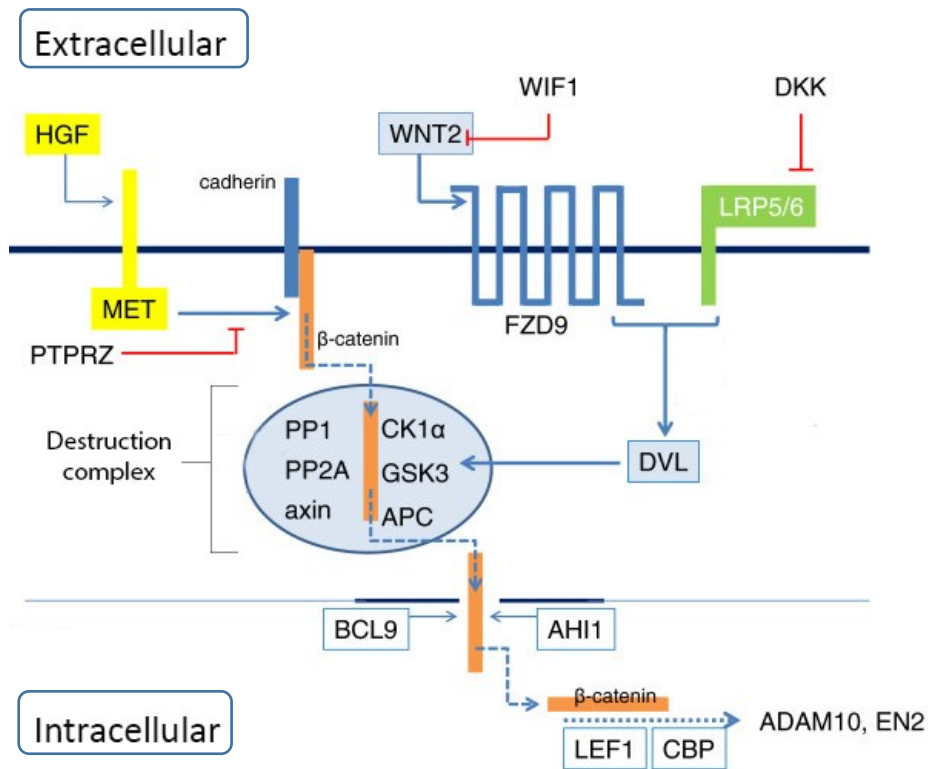 Extracellular
WIF1
DKK
HGF
WNT2
cadherin
LRP5/6
MET
FZD9
β-catenin
PTPRZ
Destruction
complex
PP1
CK1α
PP2A
GSK3
axin
APC
DVL
BCL9
AHI1
β-catenin
ADAM10, EN2
Intracellular
LEF1
CBP